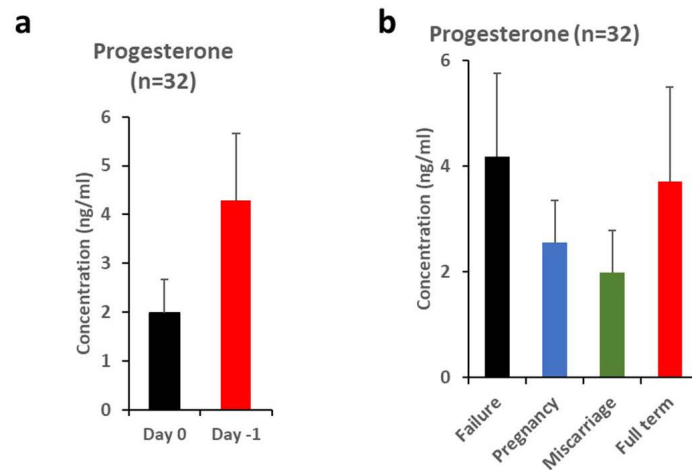 a
Progesterone
(n=32)
Concentration (ng/ml)
6
5
4
3
2
1
0
Day 0 Day -1
b
Progesterone (n=32)
Concentration (ng/ml)
6
4
2
0
Failure
Pregnancy
Miscarriage
Full term